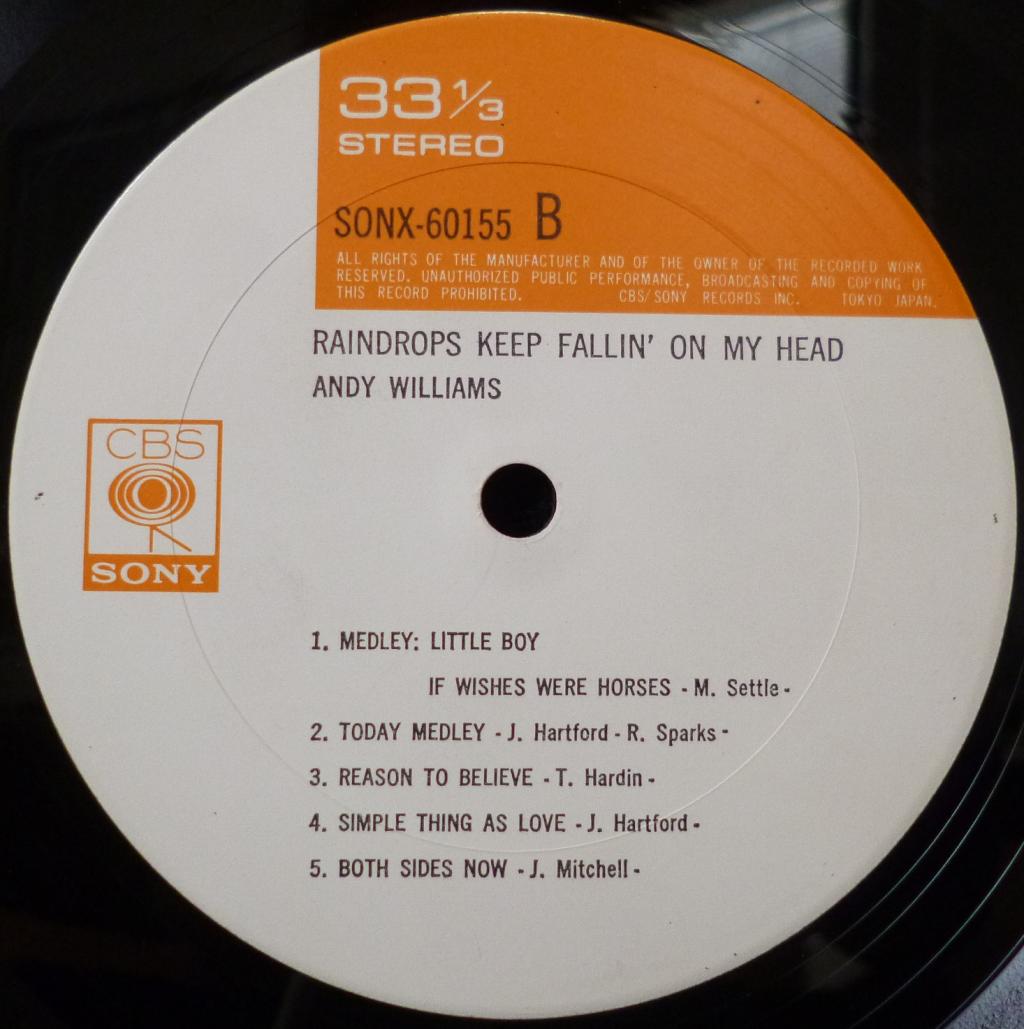 33 1/3
STEREO
SONX-60155 B
ALL RIGHTS OF THE MANUFACTURER AND OF THE OWNER OF THE RECORDED WORK
RESERVED. UNAUTHORIZED PUBLIC PERFORMANCE, BROADCASTING AND COPYING OF
THIS RECORD PROHIBITED. CBS/SONY RECORDS INC. TOKYO JAPAN.
RAINDROPS KEEP FALLIN' ON MY HEAD
ANDY WILLIAMS
CBS
SONY
1. MEDLEY: LITTLE BOY
IF WISHES WERE HORSES - M. Settle -
2. TODAY MEDLEY - J. Hartford - R. Sparks -
3. REASON TO BELIEVE - T. Hardin -
4. SIMPLE THING AS LOVE - J. Hartford -
5. BOTH SIDES NOW - J. Mitchell -